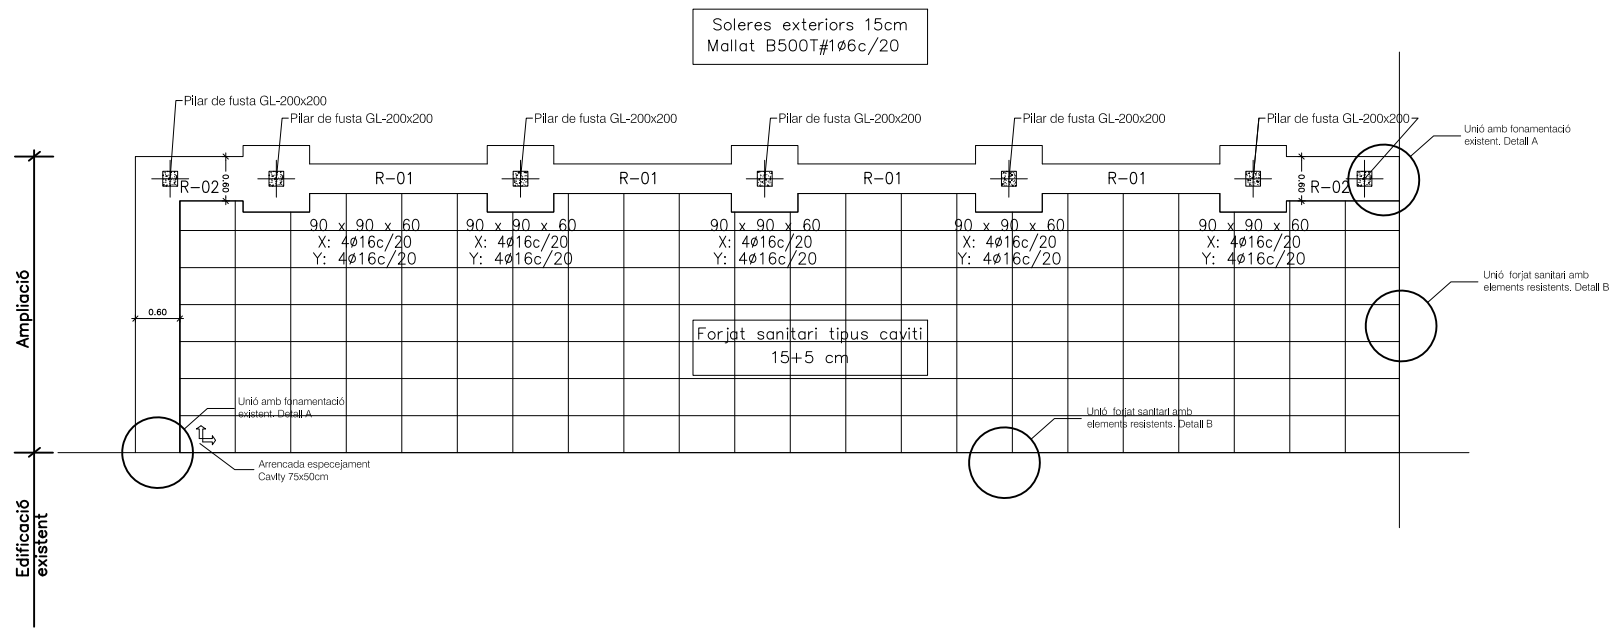 Soleres exteriors 15cm
Mallat B500T#1ø6c/20
Pilar de fusta GL-200x200
Pilar de fusta GL-200x200
Pilar de fusta GL-200x200
Pilar de fusta GL-200x200
Pilar de fusta GL-200x200
Pilar de fusta GL-200x200
Unió amb fonamentació
existent. Detall A
R-02
0.60
R-01
R-01
R-01
R-01
0.60
R-02
90 x 90 x 60
X: 4ø16c/20
Y: 4ø16c/20
90 x 90 x 60
X: 4ø16c/20
Y: 4ø16c/20
90 x 90 x 60
X: 4ø16c/20
Y: 4ø16c/20
90 x 90 x 60
X: 4ø16c/20
Y: 4ø16c/20
90 x 90 x 60
X: 4ø16c/20
Y: 4ø16c/20
Unió forjat sanitari amb
elements resistents. Detall B
Ampliació
0.60
Forjat sanitari tipus caviti
15+5 cm
Unió amb fonamentació
existent. Detall A
Unió forjat sanitari amb
elements resistents. Detall B
Arrencada especejament
Cavity 75x50cm
Edificació
existent